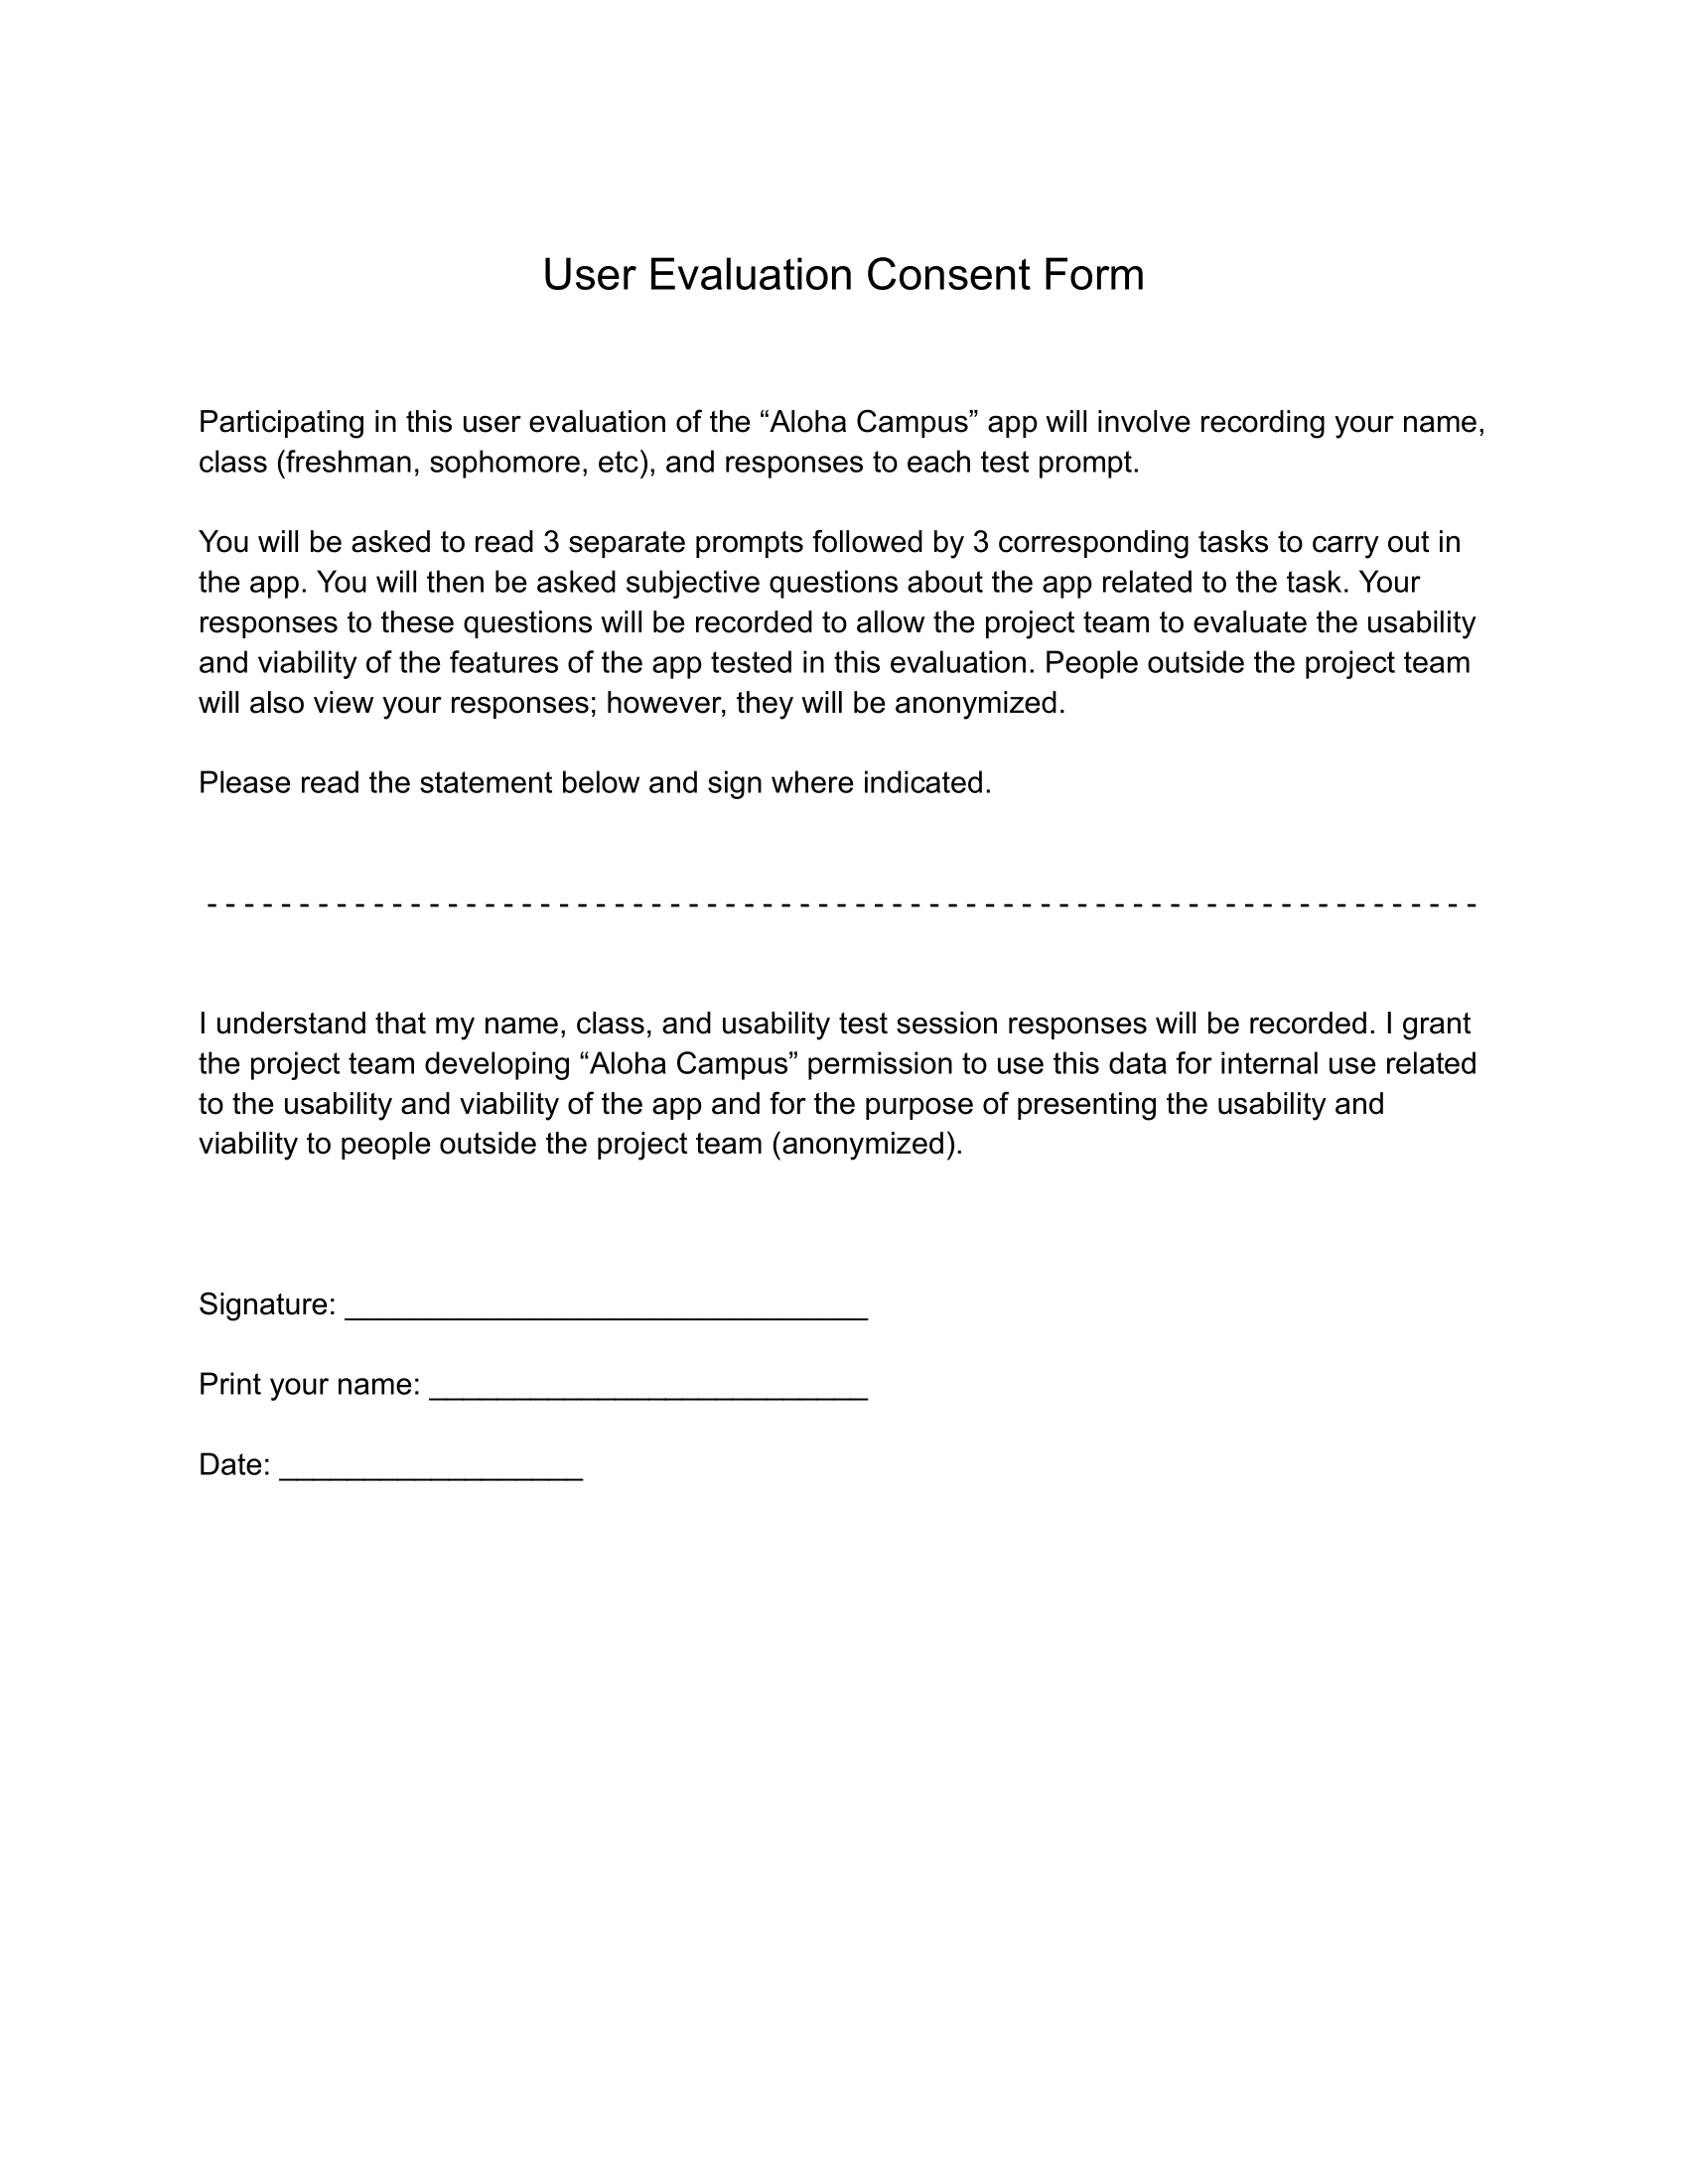 User Evaluation Consent Form
Participating in this user evaluation of the “Aloha Campus” app will involve recording your name,
class (freshman, sophomore, etc), and responses to each test prompt.
You will be asked to read 3 separate prompts followed by 3 corresponding tasks to carry out in
the app. You will then be asked subjective questions about the app related to the task. Your
responses to these questions will be recorded to allow the project team to evaluate the usability
and viability of the features of the app tested in this evaluation. People outside the project team
will also view your responses; however, they will be anonymized.
Please read the statement below and sign where indicated.
- - - - - - - - - - - - - - - - - - - - - - - - - - - - - - - - - - - - - - - - - - - - - - - - - - - - - - - - - - - - - - - - - - - - -
I understand that my name, class, and usability test session responses will be recorded. I grant
the project team developing “Aloha Campus” permission to use this data for internal use related
to the usability and viability of the app and for the purpose of presenting the usability and
viability to people outside the project team (anonymized).
Signature: _______________________________
Print your name: __________________________
Date: __________________